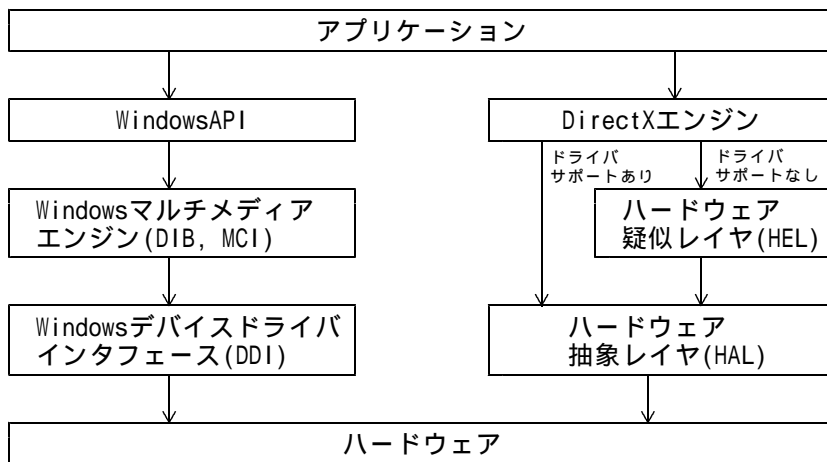 アプリケーション
WindowsAPI
DirectXエンジン
ドライバ
サポートあり
ドライバ
サポートなし
Windowsマルチメディア
エンジン(DIB, MCI)
ハードウェア
疑似レイヤ(HEL)
Windowsデバイスドライバ
インタフェース(DDI)
ハードウェア
抽象レイヤ(HAL)
ハードウェア